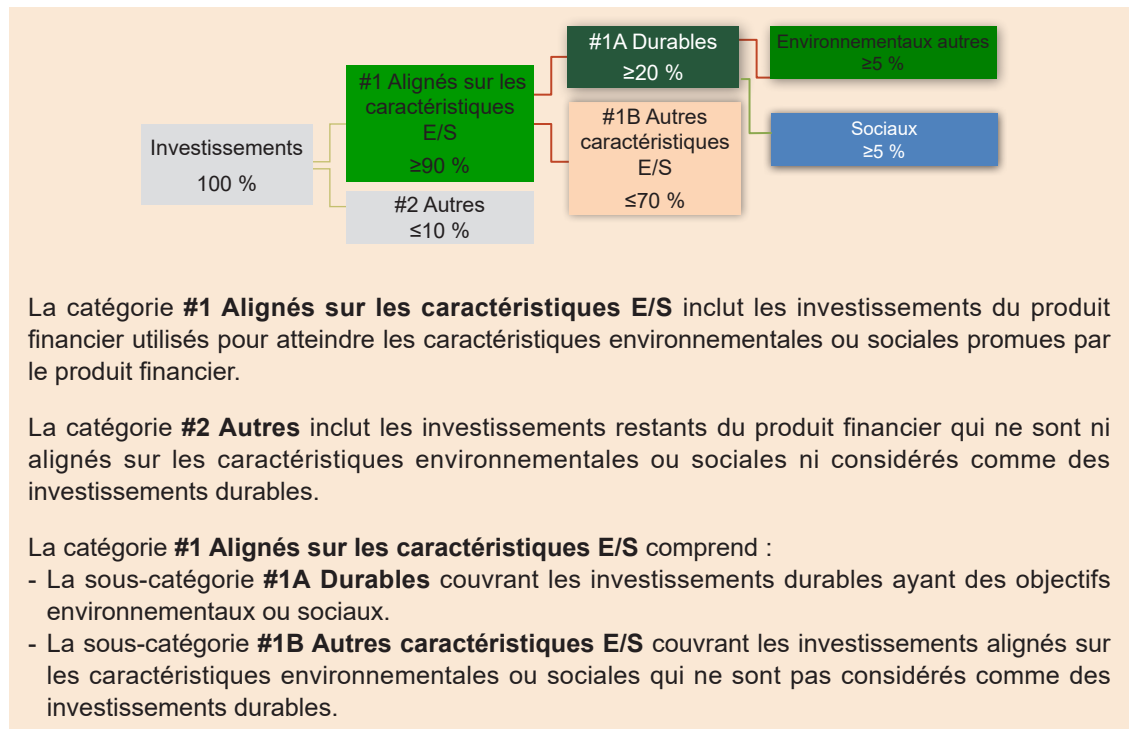 Investissements
100 %
#1 Alignés sur les
caractéristiques
E/S
≥90 %
#2 Autres
≤10 %
#1A Durables
≥20 %
#1B Autres
caractéristiques
E/S
≤70 %
Environnementaux autres
≥5 %
Sociaux
≥5 %
La catégorie #1 Alignés sur les caractéristiques E/S inclut les investissements du produit
financier utilisés pour atteindre les caractéristiques environnementales ou sociales promues par
le produit financier.
La catégorie #2 Autres inclut les investissements restants du produit financier qui ne sont ni
alignés sur les caractéristiques environnementales ou sociales ni considérés comme des
investissements durables.
La catégorie #1 Alignés sur les caractéristiques E/S comprend :
- La sous-catégorie #1A Durables couvrant les investissements durables ayant des objectifs
environnementaux ou sociaux.
- La sous-catégorie #1B Autres caractéristiques E/S couvrant les investissements alignés sur
les caractéristiques environnementales ou sociales qui ne sont pas considérés comme des
investissements durables.